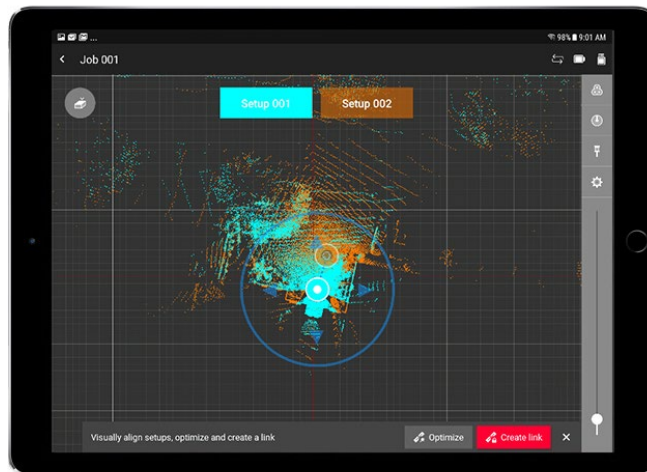 98% 9:01 AM
Job 001
Setup 001 Setup 002
Visually align setups, optimize and create a link Optimize Create link